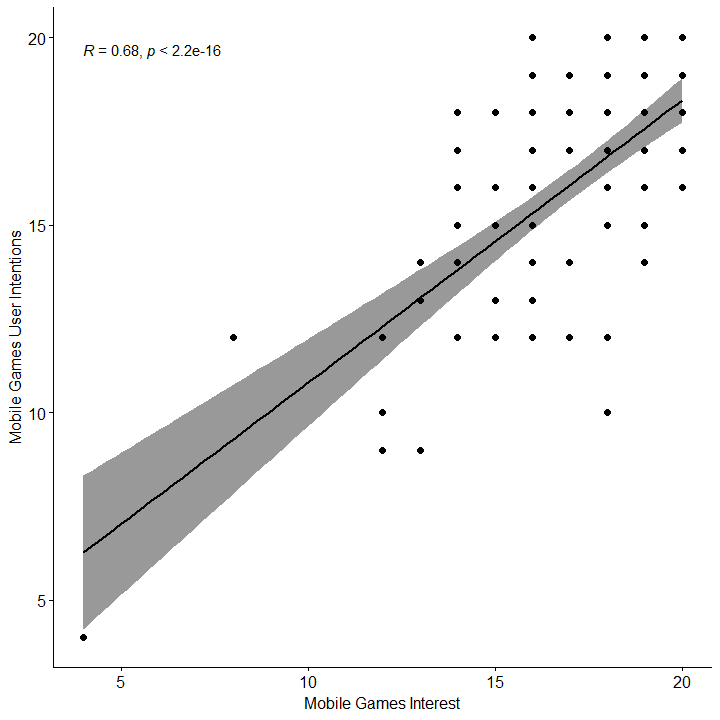 R = 0.68, p < 2.2e-16
20
15
10
5
Mobile Games User Intentions
5 10 15 20
Mobile Games Interest